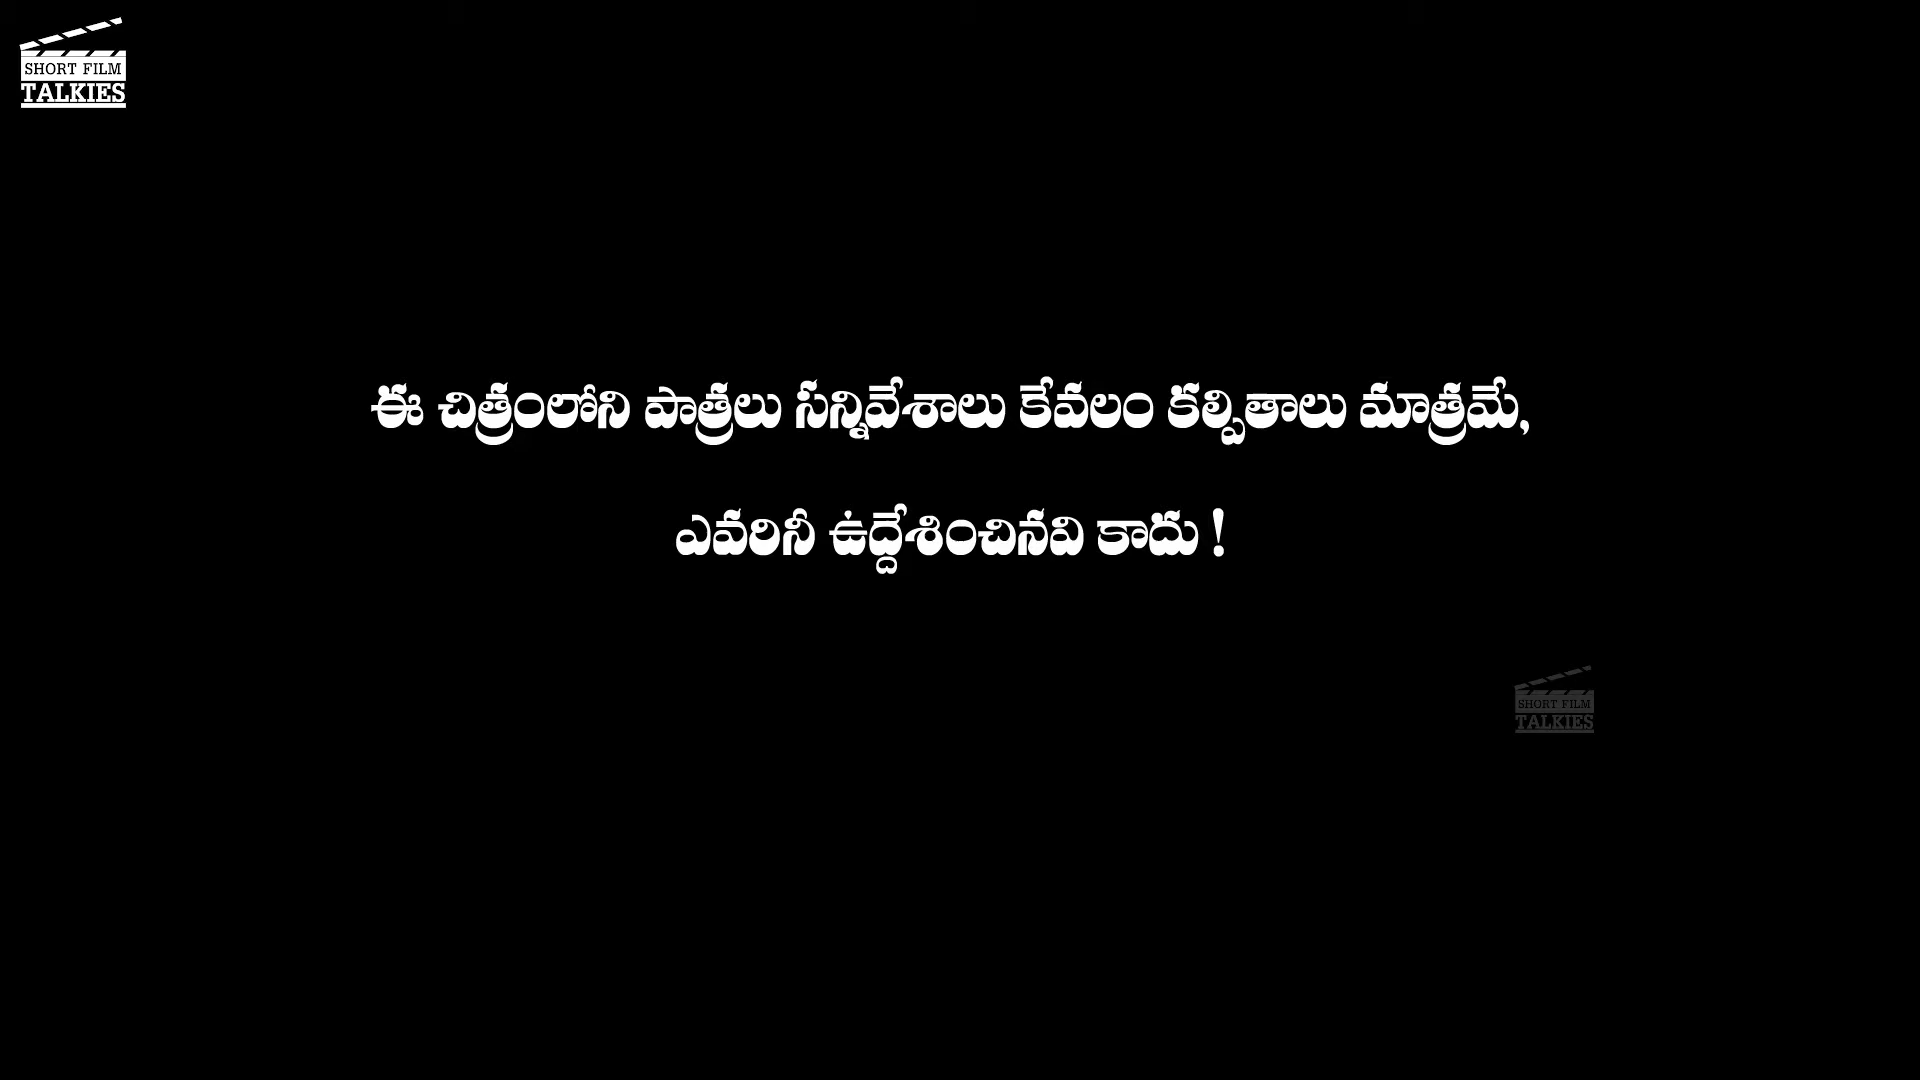 SHORT FILM
TALKIES
ఈ చిత్రంలోని పాత్రలు సన్నివేశాలు కేవలం కల్పితాలు మాత్రమే,
ఎవరినీ ఉద్దేశించినవి కాదు !
SHORT FILM
TALKIES